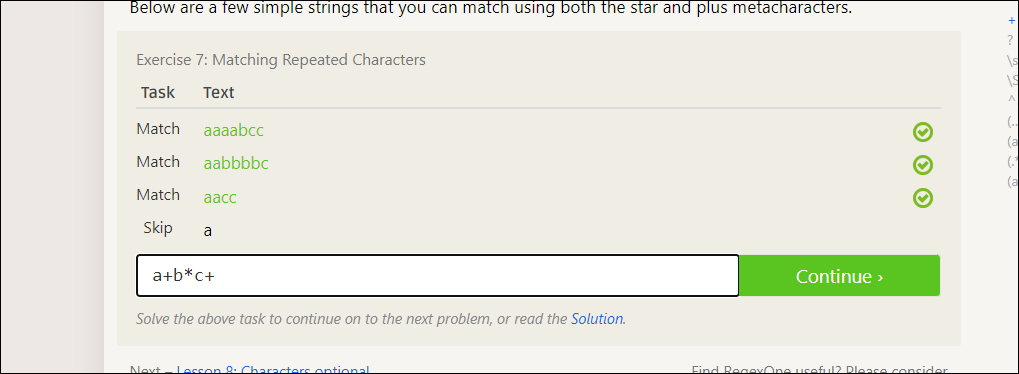 Below are a few simple strings that you can match using both the star and plus metacharacters.
Exercise 7: Matching Repeated Characters
Task Text
Match aaaabcc
Match aabbbbc
Match aacc
Skip a
a+b*c+
Continue ›
Solve the above task to continue on to the next problem, or read the Solution.
Next – Lesson 8: Characters optional
Find RegexOne useful? Please consider
+
?
\s
\S
^
(..
(a
(.*
(a